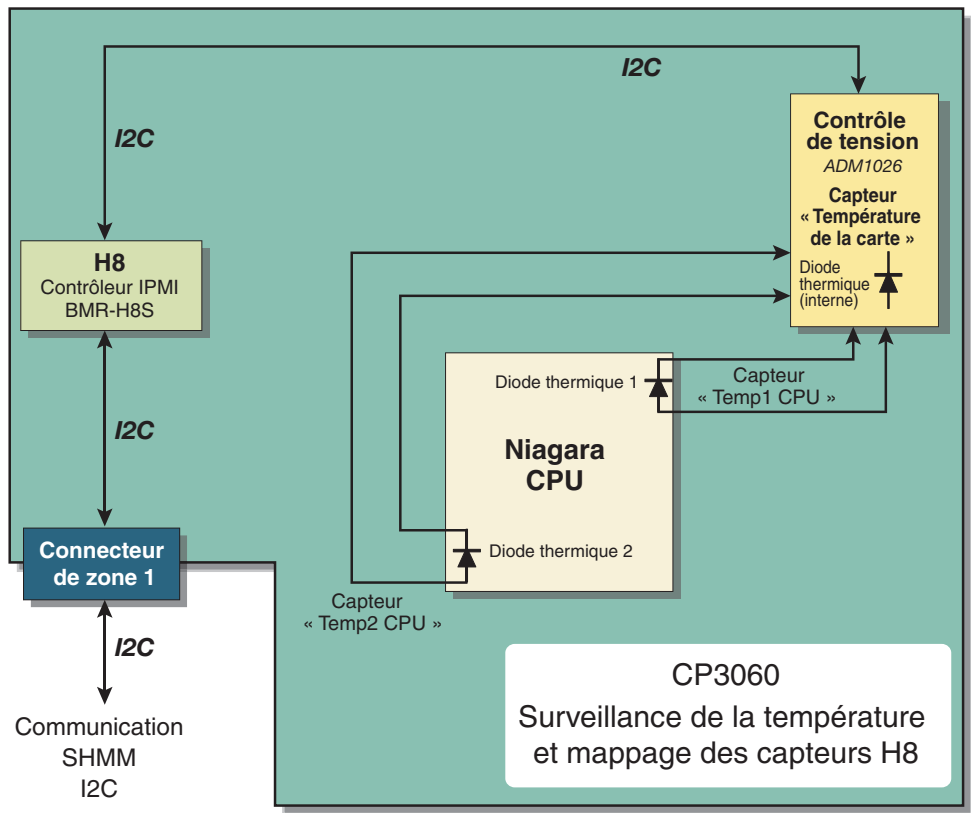 I2C
I2C
Contrôle
de tension
ADM1026
Capteur
« Température
de la carte »
Diode
thermique
(interne)
H8
Contrôleur IPMI
BMR-H8S
Diode thermique 1
Capteur
« Temp1 CPU »
Niagara
CPU
I2C
Diode thermique 2
Connecteur
de zone 1
Capteur
« Temp2 CPU »
I2C
Communication
SHMM
I2C
CP3060
Surveillance de la température
et mappage des capteurs H8